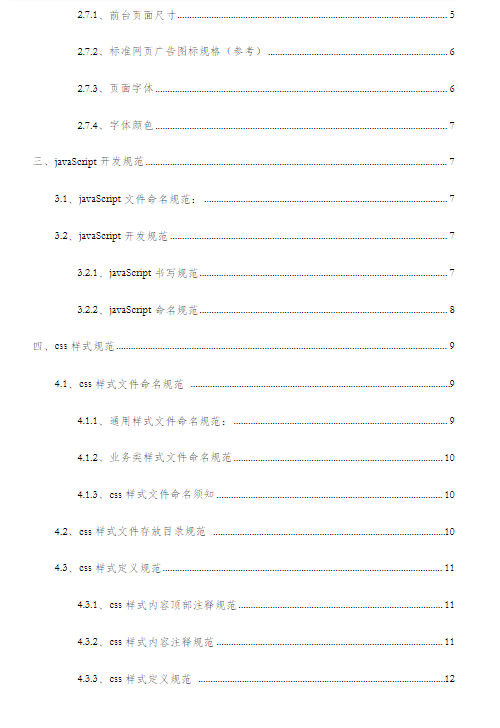 2.7.1、前台页面尺寸 5
2.7.2、标准网页广告图标规格（参考） 6
2.7.3、页面字体 6
2.7.4、字体颜色 7
三、javaScript 开发规范 7
3.1、javaScript 文件命名规范： 7
3.2、javaScript 开发规范 7
3.2.1、javaScript 书写规范 7
3.2.2、javaScript 命名规范 8
四、css 样式规范 9
4.1、css 样式文件命名规范 9
4.1.1、通用样式文件命名规范： 9
4.1.2、业务类样式文件命名规范 10
4.1.3、css 样式文件命名须知 10
4.2、css 样式文件存放目录规范 10
4.3、css 样式定义规范 11
4.3.1、css 样式内容顶部注释规范 11
4.3.2、css 样式内容注释规范 11
4.3.3、css 样式定义规范 12